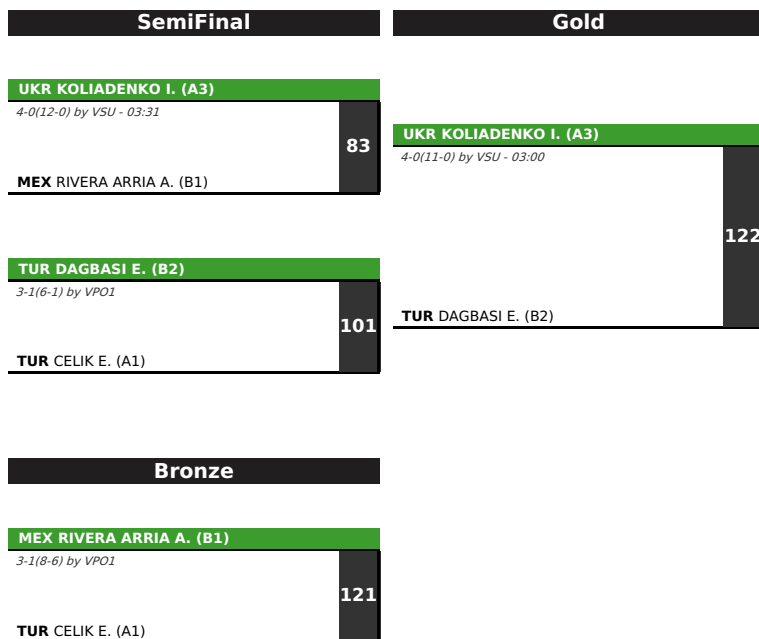 SemiFinal
UKR KOLIADENKO I. (A3)
4-0(12-0) by VSU - 03:31
83
MEX RIVERA ARRIA A. (B1)
TUR DAGBASI E. (B2)
3-1(6-1) by VPO1
101
TUR CELIK E. (A1)
Gold
UKR KOLIADENKO I. (A3)
4-0(11-0) by VSU - 03:00
122
TUR DAGBASI E. (B2)
Bronze
MEX RIVERA ARRIA A. (B1)
3-1(8-6) by VPO1
121
TUR CELIK E. (A1)